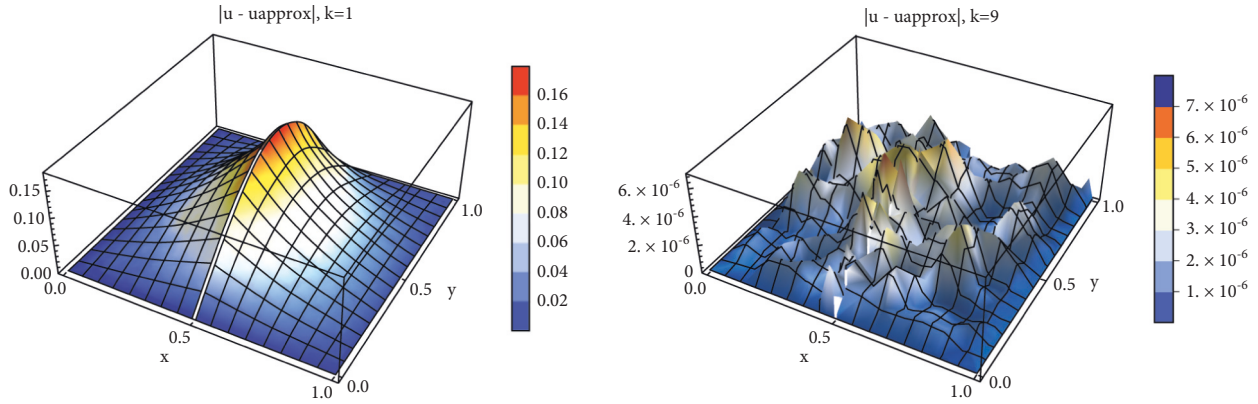 |u - uapprox|, k=1
0.16
0.14
0.12
0.10
0.08
0.06
0.04
0.02
0.15
0.10
0.05
0.00
0.0
0.5
1.0
x
0.0
0.5
1.0
y
|u - uapprox|, k=9
7. × 10⁻⁶
6. × 10⁻⁶
5. × 10⁻⁶
4. × 10⁻⁶
3. × 10⁻⁶
2. × 10⁻⁶
1. × 10⁻⁶
6. × 10⁻⁶
4. × 10⁻⁶
2. × 10⁻⁶
0
0.0
0.5
1.0
x
0.0
0.5
1.0
y